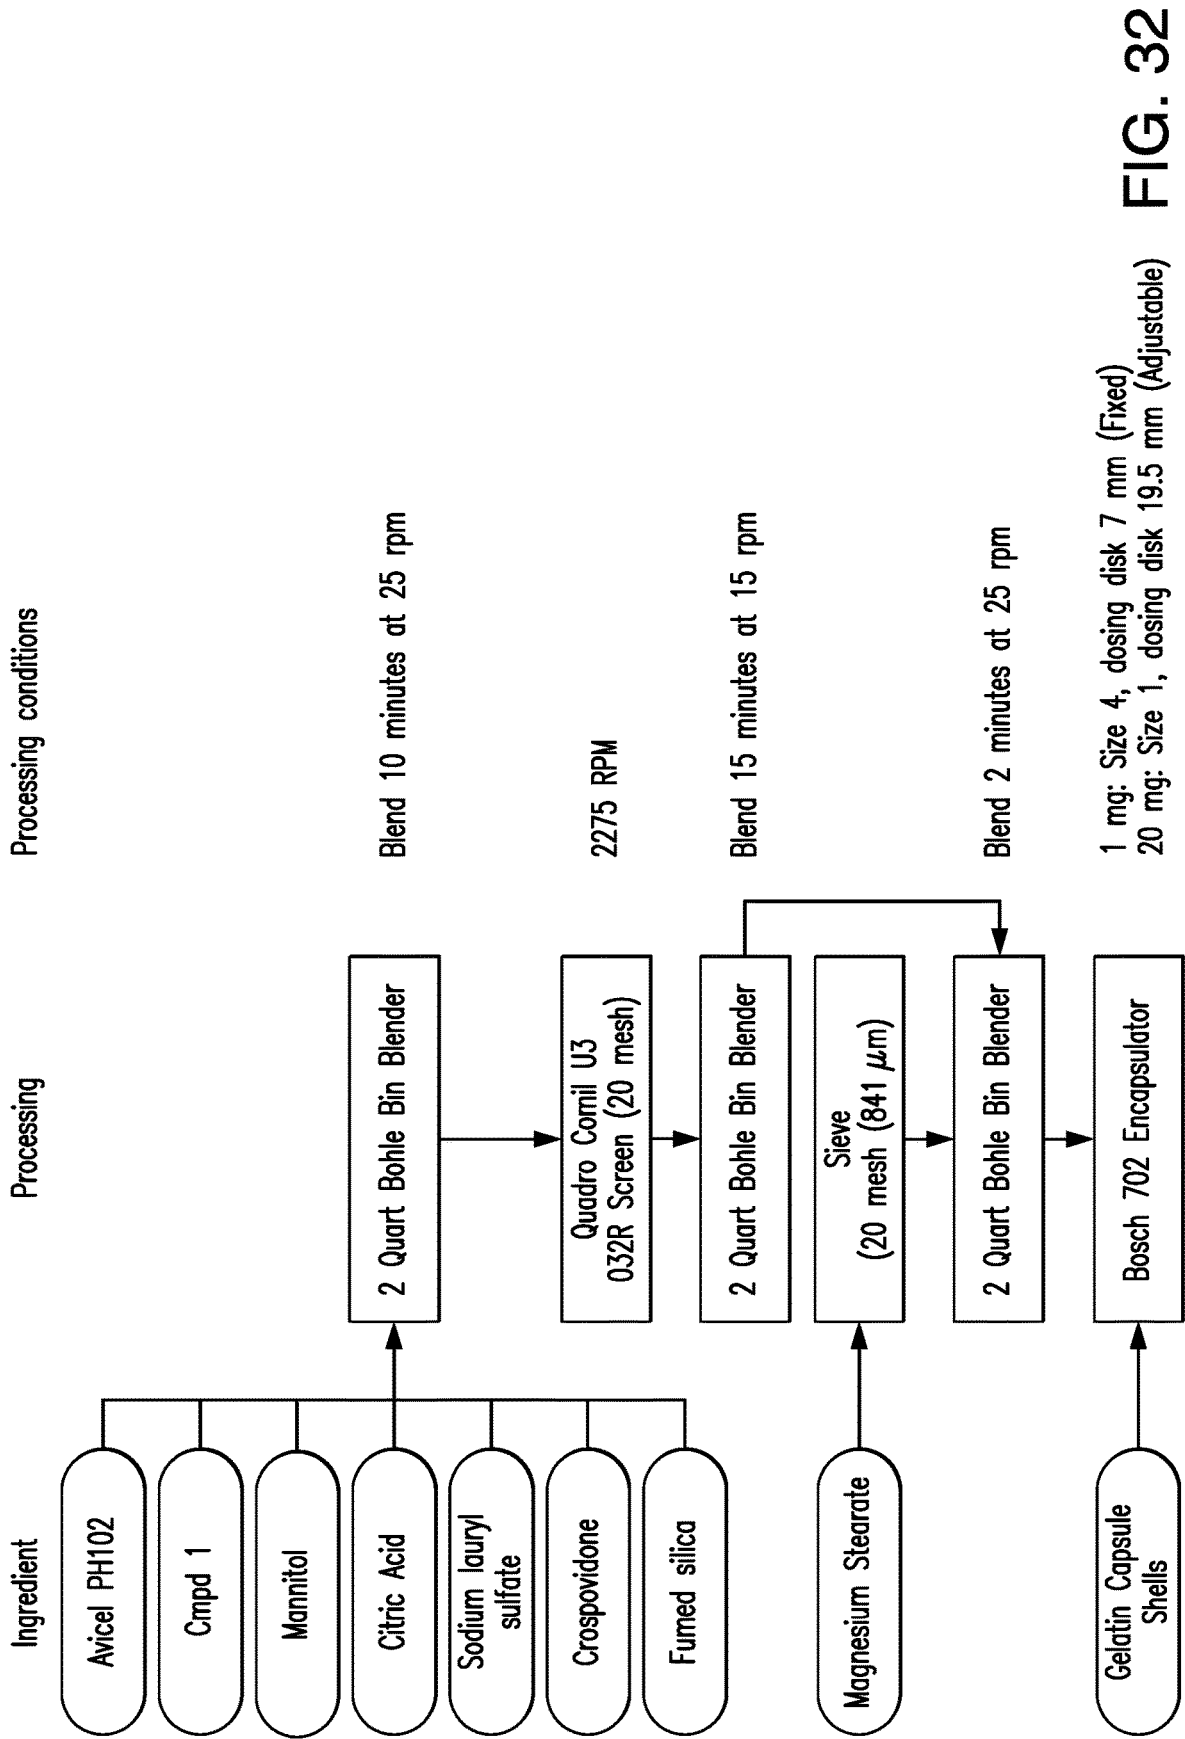 Ingredient
Processing
Processing conditions
Avicel PH102
Cmpd 1
Mannitol
Citric Acid
Sodium lauryl
sulfate
Crospovidone
Fumed silica
2 Quart Bohle Bin Blender
Blend 10 minutes at 25 rpm
Quadro Comil U3
032R Screen (20 mesh)
2275 RPM
2 Quart Bohle Bin Blender
Blend 15 minutes at 15 rpm
Magnesium Stearate
Sieve
(20 mesh (841 μm)
2 Quart Bohle Bin Blender
Blend 2 minutes at 25 rpm
Gelatin Capsule
Shells
Bosch 702 Encapsulator
1 mg: Size 4, dosing disk 7 mm (Fixed)
20 mg: Size 1, dosing disk 19.5 mm (Adjustable)
FIG. 32